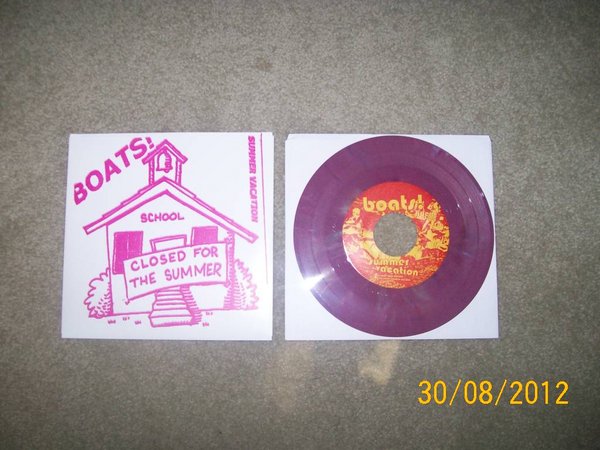 BOATS!
SUMMER VACATION
SCHOOL
CLOSED FOR
THE SUMMER
boats!
summer
vacation
30/08/2012